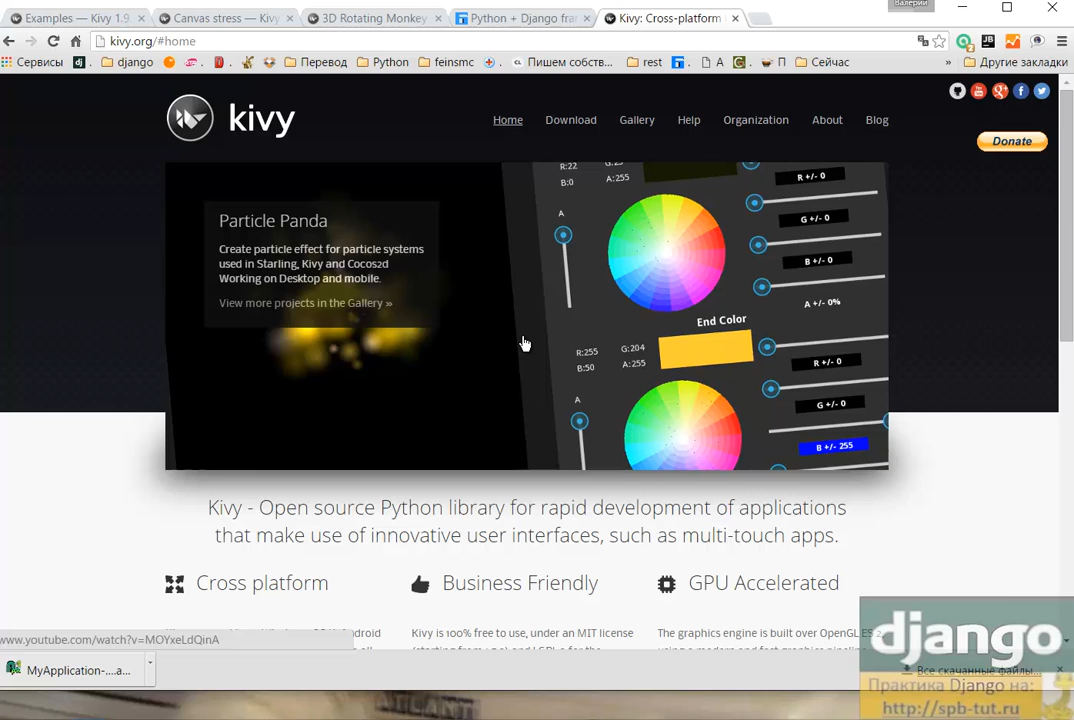 Валерий
Examples — Kivy 1.9.
Canvas stress — Kivy
3D Rotating Monkey
Python + Django fra
Kivy: Cross-platform
kivy.org/#home
Сервисы
django
Перевод
Python
feinsmc
CL Пишем собств...
rest
А
П
Сейчас
»
Другие закладки
kivy
Home
Download
Gallery
Help
Organization
About
Blog
Donate
Particle Panda
Create particle effect for particle systems
used in Starling, Kivy and Cocos2d
Working on Desktop and mobile.
View more projects in the Gallery »
R:22
B:0
A:255
R +/- 0
A
G +/- 0
B +/- 0
A +/- 0%
End Color
R:255
G:204
B:50
A:255
R +/- 0
A
G +/- 0
B +/- 255
Kivy - Open source Python library for rapid development of applications
that make use of innovative user interfaces, such as multi-touch apps.
Cross platform
Business Friendly
GPU Accelerated
Kivy is 100% free to use, under an MIT license
The graphics engine is built over OpenGL ES 2
www.youtube.com/watch?v=MOYxeLdQinA
django
MyApplication-....a...
Все скачанные файлы...
Практика Django на:
http://spb-tut.ru